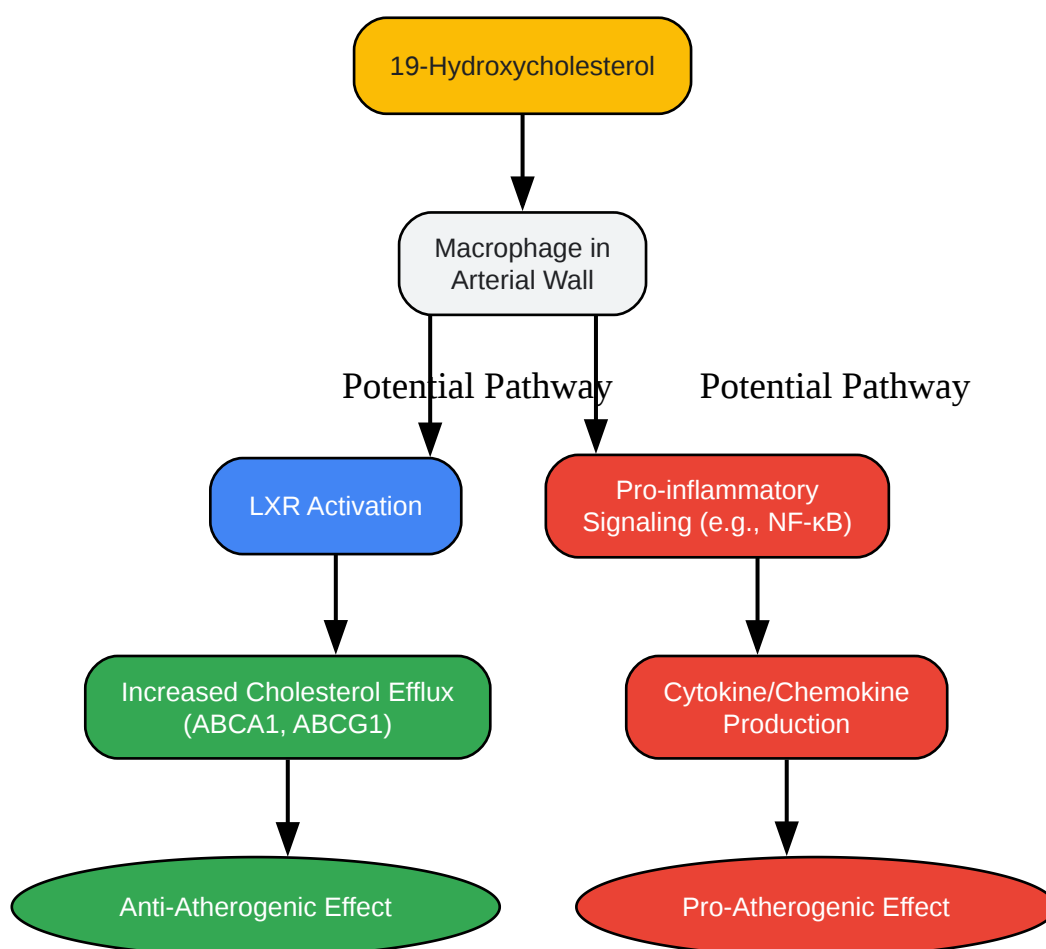 19-Hydroxycholesterol
Macrophage in
Arterial Wall
Potential Pathway
Potential Pathway
LXR Activation
Pro-inflammatory
Signaling (e.g., NF-κB)
Increased Cholesterol Efflux
(ABCA1, ABCG1)
Cytokine/Chemokine
Production
Anti-Atherogenic Effect
Pro-Atherogenic Effect